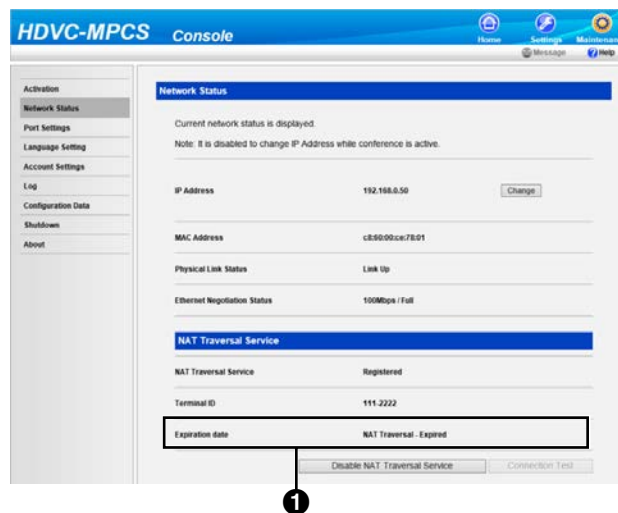 HDVC-MPCS Console
Home Settings Maintenan
Message Help
Activation
Network Status
Port Settings
Language Setting
Account Settings
Log
Configuration Data
Shutdown
About
Network Status
Current network status is displayed.
Note: It is disabled to change IP Address while conference is active.
IP Address 192.168.0.50 Change
MAC Address c8:60:00:ce:78:01
Physical Link Status Link Up
Ethernet Negotiation Status 100Mbps / Full
NAT Traversal Service
NAT Traversal Service Registered
Terminal ID 111-2222
Expiration date NAT Traversal - Expired
Disable NAT Traversal Service Connection Test
1